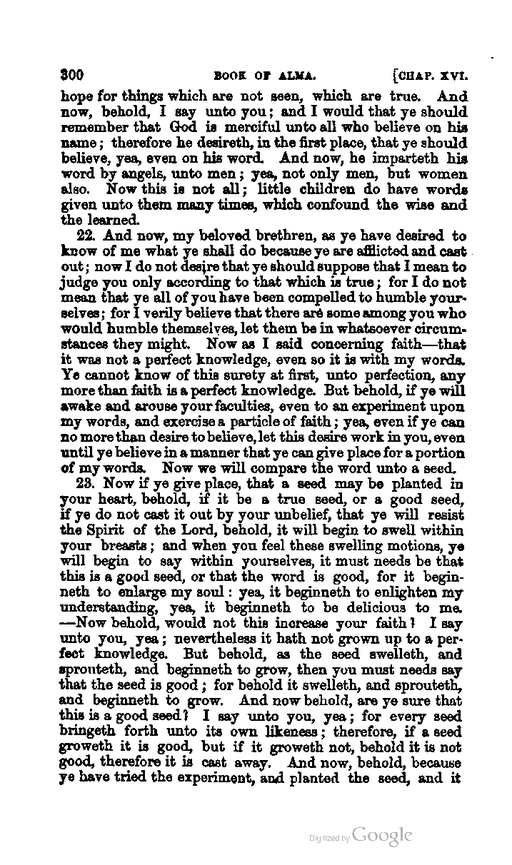 300 BOOK OF ALMA. [CHAP. XVI.
hope for things which are not seen, which are true. And
now, behold, I say unto you; and I would that ye should
remember that God is merciful unto all who believe on his
name; therefore he desireth, in the first place, that ye should
believe, yea, even on his word. And now, he imparteth his
word by angels, unto men; yea, not only men, but women
also. Now this is not all; little children do have words
given unto them many times, which confound the wise and
the learned.
22. And now, my beloved brethren, as ye have desired to
know of me what ye shall do because ye are afflicted and cast
out; now I do not desire that ye should suppose that I mean to
judge you only according to that which is true; for I do not
mean that ye all of you have been compelled to humble your-
selves; for I verily believe that there are some among you who
would humble themselves, let them be in whatsoever circum-
stances they might. Now as I said concerning faith—that
it was not a perfect knowledge, even so it is with my words.
Ye cannot know of this surety at first, unto perfection, any
more than faith is a perfect knowledge. But behold, if ye will
awake and arouse your faculties, even to an experiment upon
my words, and exercise a particle of faith; yea, even if ye can
no more than desire to believe, let this desire work in you, even
until ye believe in a manner that ye can give place for a portion
of my words. Now we will compare the word unto a seed.
23. Now if ye give place, that a seed may be planted in
your heart, behold, if it be a true seed, or a good seed,
if ye do not cast it out by your unbelief, that ye will resist
the Spirit of the Lord, behold, it will begin to swell within
your breasts; and when you feel these swelling motions, ye
will begin to say within yourselves, it must needs be that
this is a good seed, or that the word is good, for it begin-
neth to enlarge my soul: yea, it beginneth to enlighten my
understanding, yea, it beginneth to be delicious to me.
—Now behold, would not this increase your faith? I say
unto you, yea; nevertheless it hath not grown up to a per-
fect knowledge. But behold, as the seed swelleth, and
sprouteth, and beginneth to grow, then you must needs say
that the seed is good; for behold it swelleth, and sprouteth,
and beginneth to grow. And now behold, are ye sure that
this is a good seed? I say unto you, yea; for every seed
bringeth forth unto its own likeness; therefore, if a seed
groweth it is good, but if it groweth not, behold it is not
good, therefore it is cast away. And now, behold, because
ye have tried the experiment, and planted the seed, and it
Digitized by Google